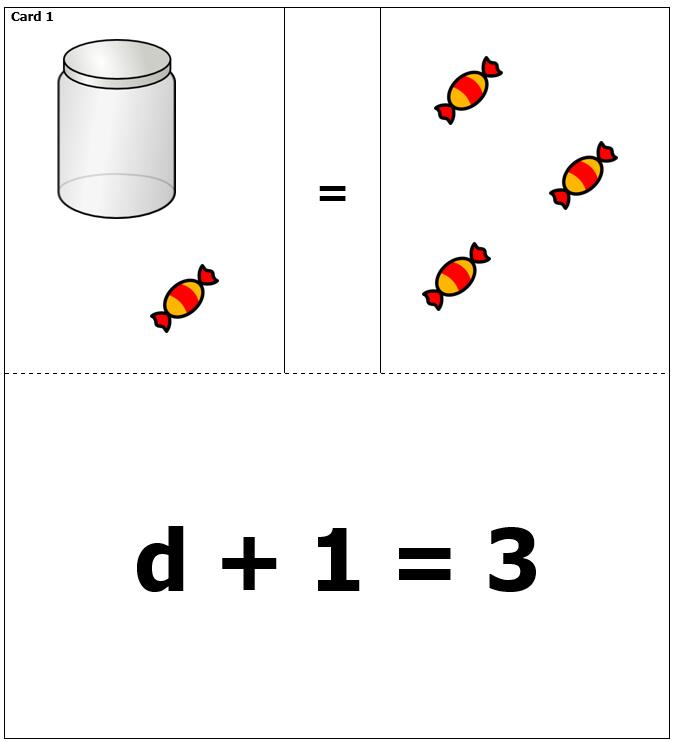 Card 1
=
d + 1 = 3